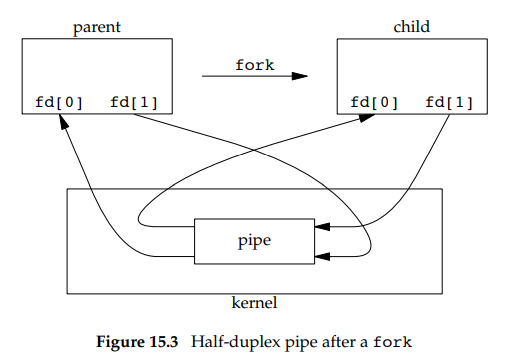 parent
child
fork
fd[0] fd[1]
fd[0] fd[1]
pipe
kernel
Figure 15.3 Half-duplex pipe after a fork